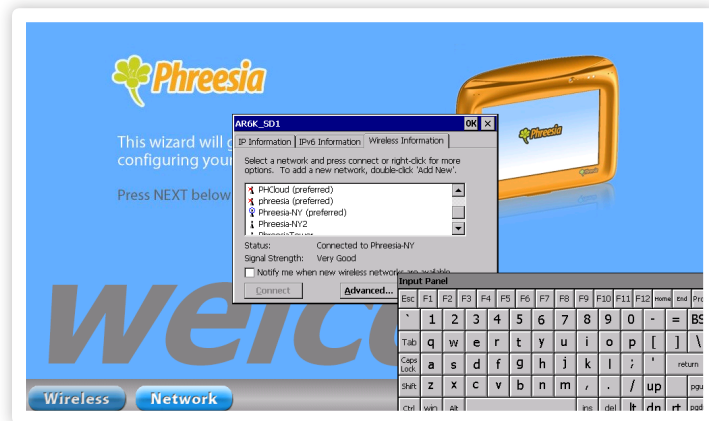 Phreesia
This wizard will g
configuring your
Press NEXT below
Phreesia
AR6K_SD1
OK ×
IP Information IPv6 Information Wireless Information
Select a network and press connect or right-click for more
options. To add a new network, double-click 'Add New'.
PHCloud (preferred)
phreesia (preferred)
Phreesia-NY (preferred)
Phreesia-NY2
PhreesiaTower
Status: Connected to Phreesia-NY
Signal Strength: Very Good
Notify me when new wireless networks are available
Connect Advanced...
welco
Input Panel
Esc F1 F2 F3 F4 F5 F6 F7 F8 F9 F10 F11 F12 Home End Prc
` 1 2 3 4 5 6 7 8 9 0 - = BS
Tab q w e r t y u i o p [ ] \
Caps Lock a s d f g h j k l ; ' return
Shift z x c v b n m , . / up pgu
Ctrl win Alt ins del lt dn rt pgd
Wireless Network